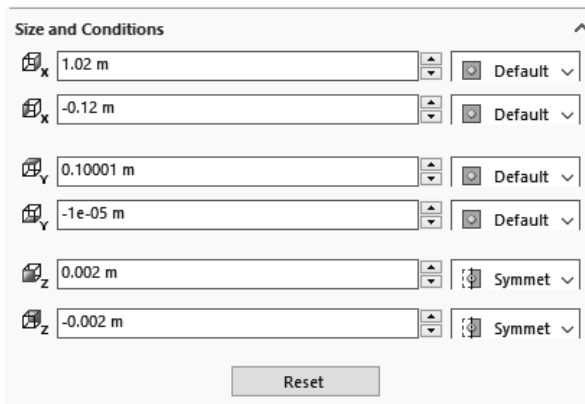 Size and Conditions
X 1.02 m Default
X -0.12 m Default
Y 0.10001 m Default
Y -1e-05 m Default
Z 0.002 m Symmet
Z -0.002 m Symmet
Reset